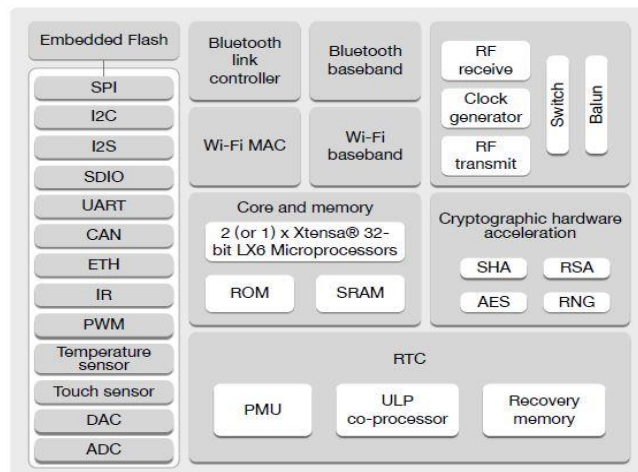 Embedded Flash
SPI
I2C
I2S
SDIO
UART
CAN
ETH
IR
PWM
Temperature
sensor
Touch sensor
DAC
ADC
Bluetooth
link
controller
Bluetooth
baseband
Wi-Fi MAC
Wi-Fi
baseband
RF
receive
Clock
generator
RF
transmit
Switch
Balun
Core and memory
2 (or 1) x Xtensa® 32-
bit LX6 Microprocessors
ROM
SRAM
Cryptographic hardware
acceleration
SHA
RSA
AES
RNG
RTC
PMU
ULP
co-processor
Recovery
memory